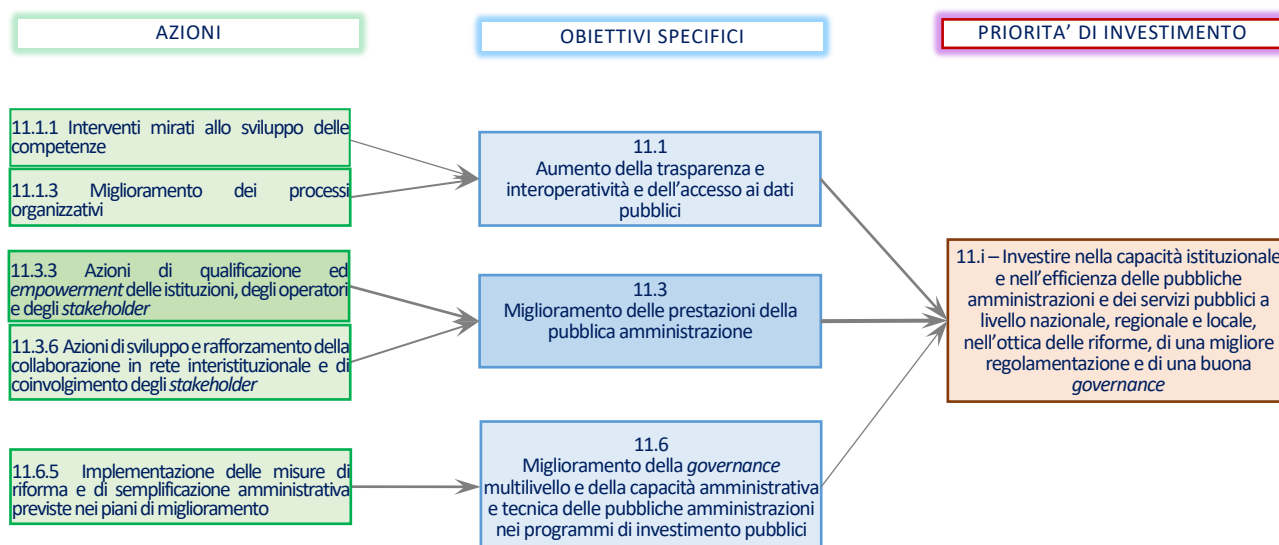 AZIONI
OBIETTIVI SPECIFICI
PRIORITA’ DI INVESTIMENTO
11.1.1 Interventi mirati allo sviluppo delle
competenze
11.1.3 Miglioramento dei processi
organizzativi
11.3.3 Azioni di qualificazione ed
empowerment delle istituzioni, degli operatori
e degli stakeholder
11.3.6 Azioni di sviluppo e rafforzamento della
collaborazione in rete interistituzionale e di
coinvolgimento degli stakeholder
11.6.5 Implementazione delle misure di
riforma e di semplificazione amministrativa
previste nei piani di miglioramento
11.1
Aumento della trasparenza e
interoperatività e dell’accesso ai dati
pubblici
11.3
Miglioramento delle prestazioni della
pubblica amministrazione
11.6
Miglioramento della governance
multilivello e della capacità amministrativa
e tecnica delle pubbliche amministrazioni
nei programmi di investimento pubblici
11.i – Investire nella capacità istituzionale
e nell’efficienza delle pubbliche
amministrazioni e dei servizi pubblici a
livello nazionale, regionale e locale,
nell’ottica delle riforme, di una migliore
regolamentazione e di una buona
governance